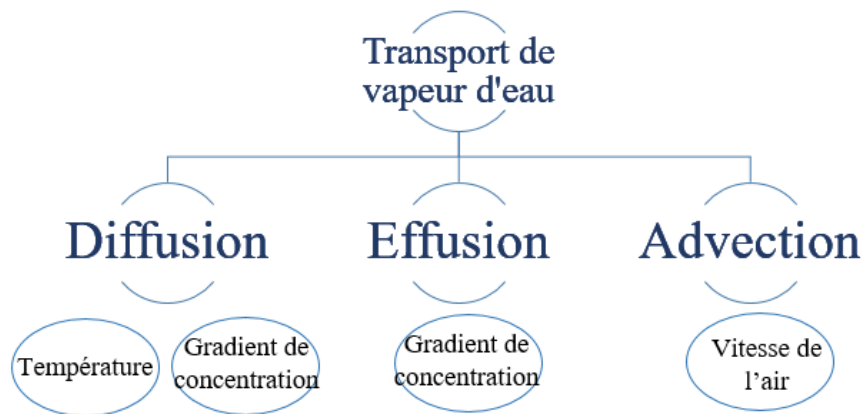 Transport de
vapeur d'eau
Diffusion
Effusion
Advection
Température
Gradient de
concentration
Gradient de
concentration
Vitesse de
l’air